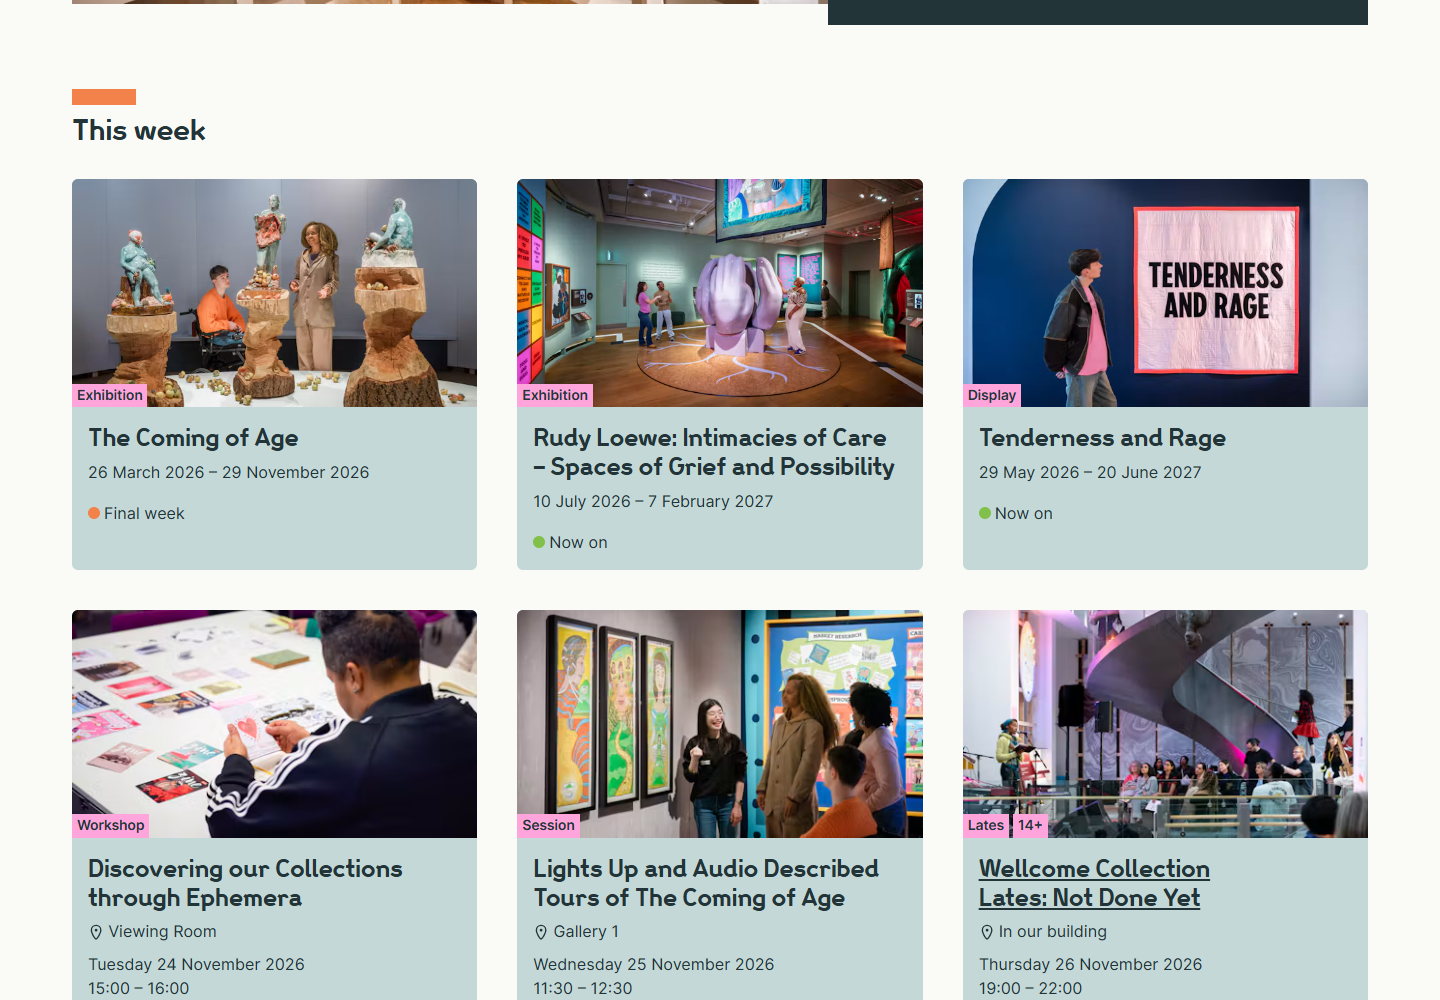 This week
TENDERNESS
AND RAGE
Exhibition
The Coming of Age
26 March 2026 – 29 November 2026
Final week
Exhibition
Rudy Loewe: Intimacies of Care
– Spaces of Grief and Possibility
10 July 2026 – 7 February 2027
Now on
Display
Tenderness and Rage
29 May 2026 – 20 June 2027
Now on
Workshop
Discovering our Collections
through Ephemera
Viewing Room
Tuesday 24 November 2026
15:00 – 16:00
MARKET RESEARCH
Session
Lights Up and Audio Described
Tours of The Coming of Age
Gallery 1
Wednesday 25 November 2026
11:30 – 12:30
Lates 14+
Wellcome Collection
Lates: Not Done Yet
In our building
Thursday 26 November 2026
19:00 – 22:00